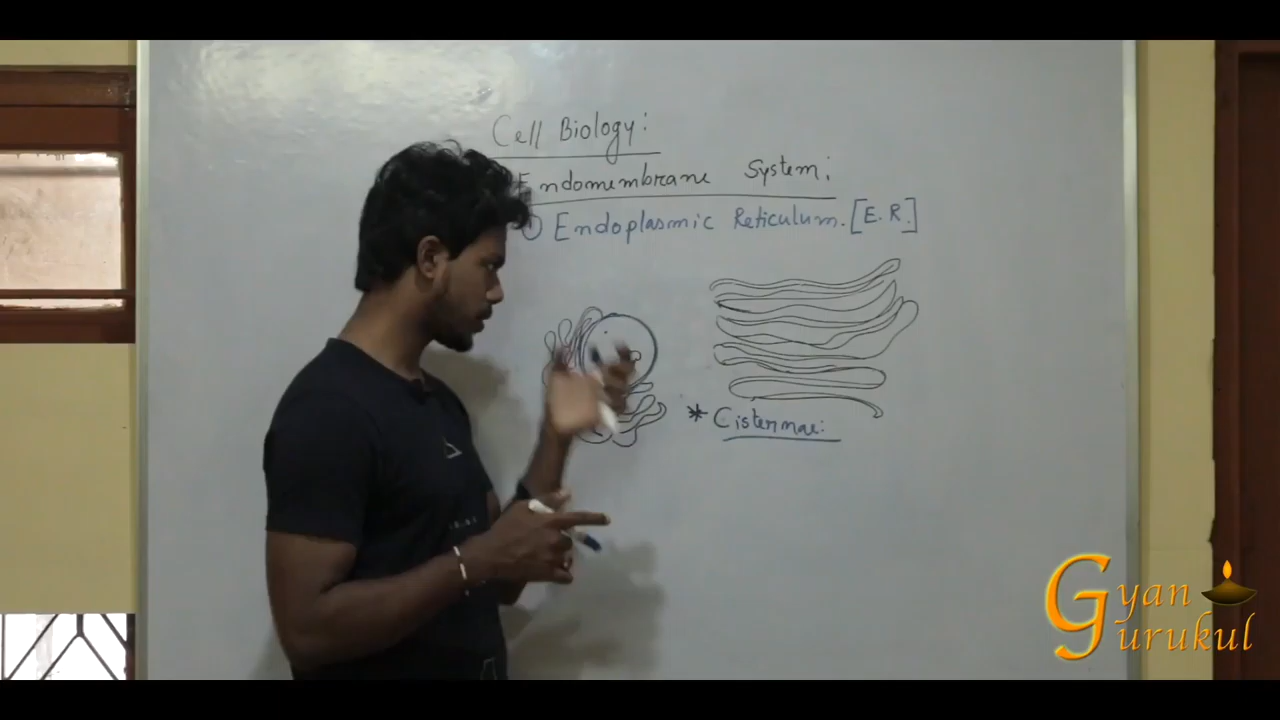 Cell Biology:
Endomembrane System:
1) Endoplasmic Reticulum. [E.R.]
* Cisternae:
Gyan
Gurukul